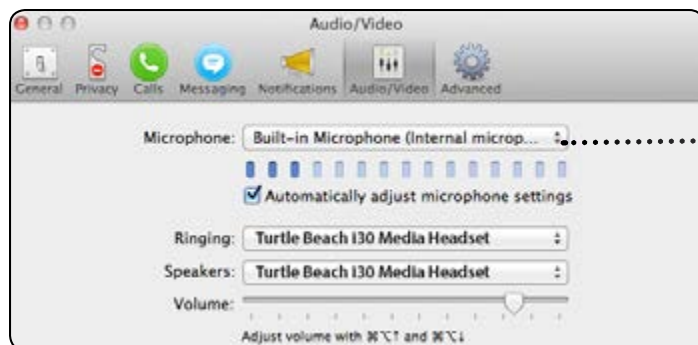 Audio/Video
General Privacy Calls Messaging Notifications Audio/Video Advanced
Microphone: Built-in Microphone (Internal microp...
Automatically adjust microphone settings
Ringing: Turtle Beach i30 Media Headset
Speakers: Turtle Beach i30 Media Headset
Volume:
Adjust volume with ⌘⌥↑ and ⌘⌥↓